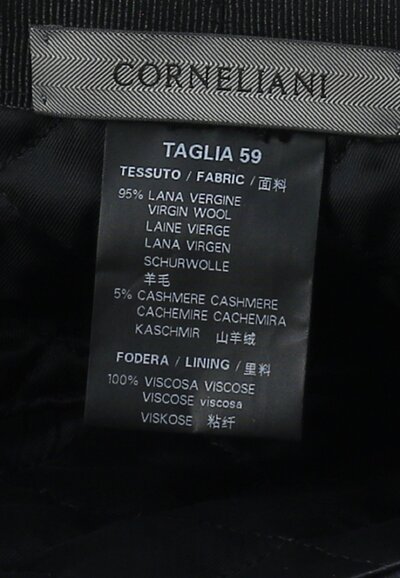 CORNELIANI
TAGLIA 59
TESSUTO / FABRIC / 面料
95% LANA VERGINE
VIRGIN WOOL
LAINE VIERGE
LANA VIRGEN
SCHURWOLLE
羊毛
5% CASHMERE CASHMERE
CACHEMIRE CACHEMIRA
KASCHMIR 山羊绒
FODERA / LINING / 里料
100% VISCOSA VISCOSE
VISCOSE viscosa
VISKOSE 粘纤